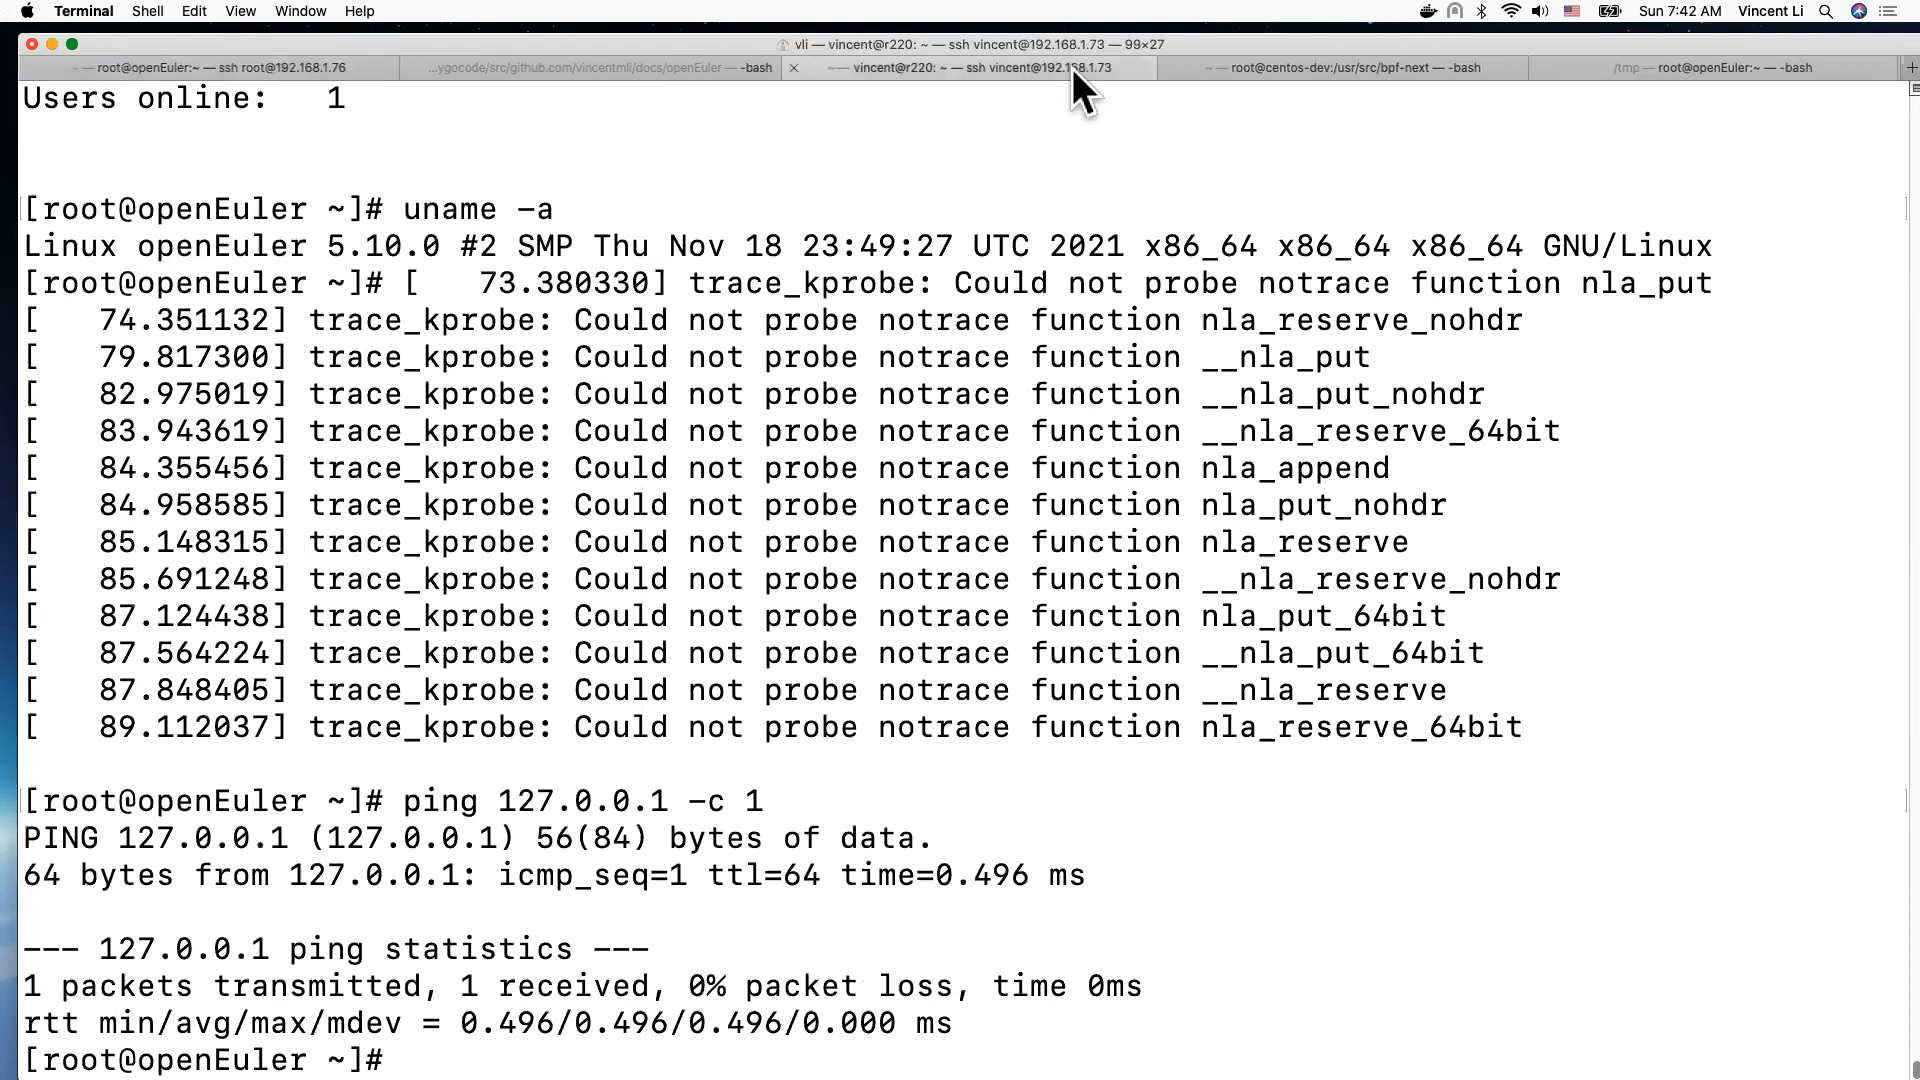 Terminal Shell Edit View Window Help Sun 7:42 AM Vincent Li
vli — vincent@r220: ~ — ssh vincent@192.168.1.73 — 99×27
~ — root@openEuler:~ — ssh root@192.168.1.76 ...ygocode/src/github.com/vincentmli/docs/openEuler — -bash ~ — vincent@r220: ~ — ssh vincent@192.168.1.73 ~ — root@centos-dev:/usr/src/bpf-next — -bash /tmp — root@openEuler:~ — -bash
Users online:   1
[root@openEuler ~]# uname -a
Linux openEuler 5.10.0 #2 SMP Thu Nov 18 23:49:27 UTC 2021 x86_64 x86_64 x86_64 GNU/Linux
[root@openEuler ~]# [   73.380330] trace_kprobe: Could not probe notrace function nla_put
[   74.351132] trace_kprobe: Could not probe notrace function nla_reserve_nohdr
[   79.817300] trace_kprobe: Could not probe notrace function __nla_put
[   82.975019] trace_kprobe: Could not probe notrace function __nla_put_nohdr
[   83.943619] trace_kprobe: Could not probe notrace function __nla_reserve_64bit
[   84.355456] trace_kprobe: Could not probe notrace function nla_append
[   84.958585] trace_kprobe: Could not probe notrace function nla_put_nohdr
[   85.148315] trace_kprobe: Could not probe notrace function nla_reserve
[   85.691248] trace_kprobe: Could not probe notrace function __nla_reserve_nohdr
[   87.124438] trace_kprobe: Could not probe notrace function nla_put_64bit
[   87.564224] trace_kprobe: Could not probe notrace function __nla_put_64bit
[   87.848405] trace_kprobe: Could not probe notrace function __nla_reserve
[   89.112037] trace_kprobe: Could not probe notrace function nla_reserve_64bit
[root@openEuler ~]# ping 127.0.0.1 -c 1
PING 127.0.0.1 (127.0.0.1) 56(84) bytes of data.
64 bytes from 127.0.0.1: icmp_seq=1 ttl=64 time=0.496 ms
--- 127.0.0.1 ping statistics ---
1 packets transmitted, 1 received, 0% packet loss, time 0ms
rtt min/avg/max/mdev = 0.496/0.496/0.496/0.000 ms
[root@openEuler ~]#